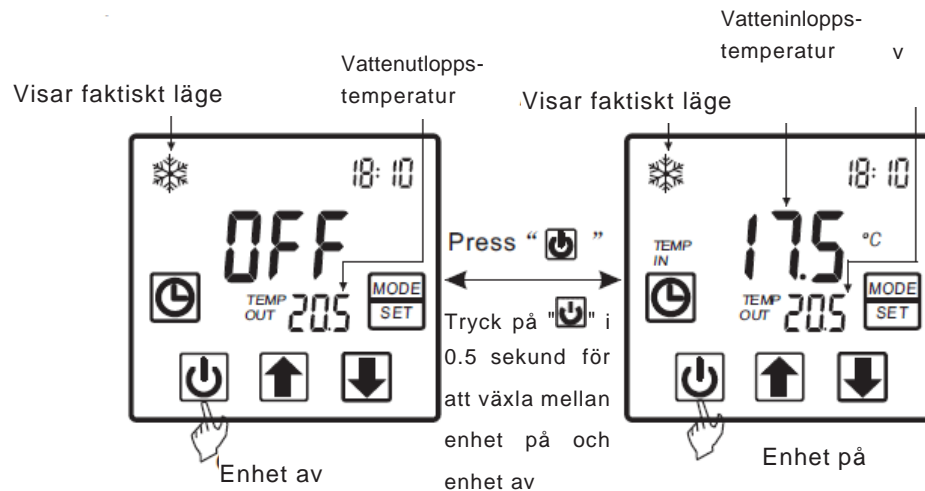 Vatteninlopps-
temperatur v
Vattenutlopps-
temperatur
Visar faktiskt läge
Visar faktiskt läge
18:10
OFF
TEMP
OUT 20.5
MODE
SET
Enhet av
Press “ ”
Tryck på "" i
0.5 sekund för
att växla mellan
enhet på och
enhet av
18:10
TEMP
IN
17.5 °C
TEMP
OUT 20.5
MODE
SET
Enhet på